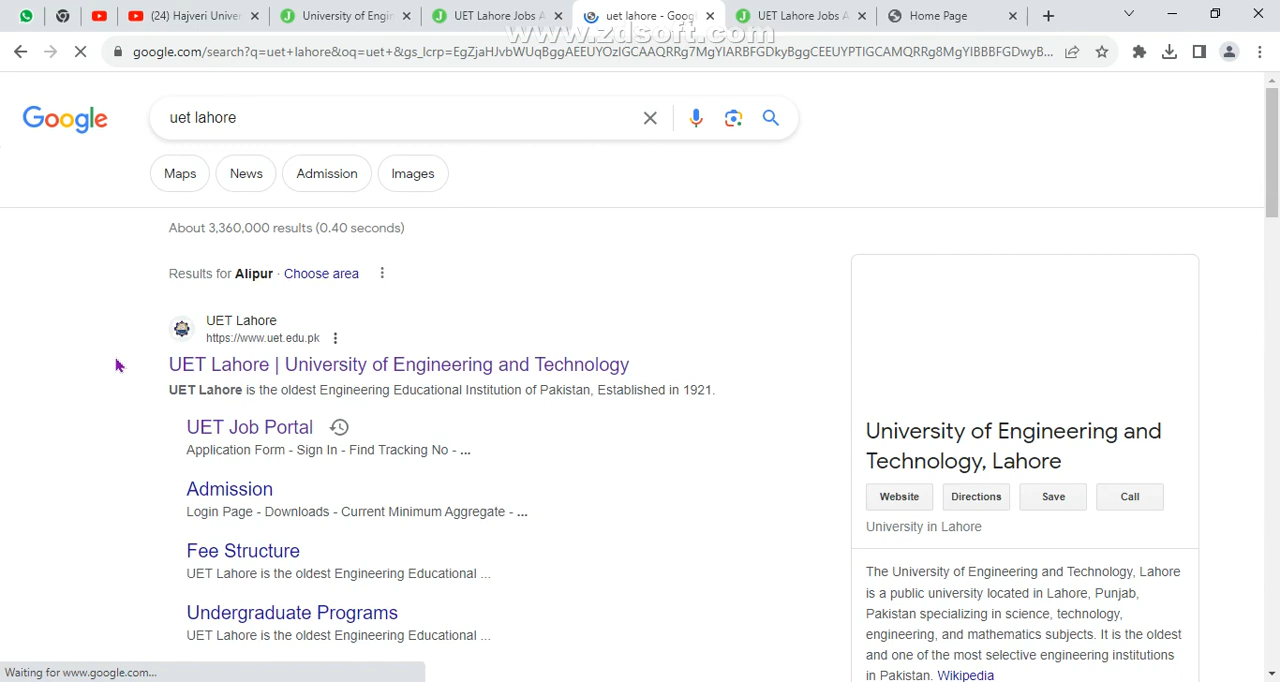 (24) Hajveri Univer
University of Engin
UET Lahore Jobs A
uet lahore - Goog
UET Lahore Jobs A
Home Page
google.com/search?q=uet+lahore&oq=uet+&gs_lcrp=EgZjaHJvbWUqBggAEEUYOzIGCAAQRRg7MgYIARBFGDkyBggCEEUYPTIGCAMQRRg8MgYIBBBFGDwyB...
www.zdsoft.com
Google
uet lahore
Maps
News
Admission
Images
About 3,360,000 results (0.40 seconds)
Results for Alipur · Choose area
UET Lahore
https://www.uet.edu.pk
UET Lahore | University of Engineering and Technology
UET Lahore is the oldest Engineering Educational Institution of Pakistan, Established in 1921.
UET Job Portal
Application Form - Sign In - Find Tracking No - ...
Admission
Login Page - Downloads - Current Minimum Aggregate - ...
Fee Structure
UET Lahore is the oldest Engineering Educational ...
Undergraduate Programs
UET Lahore is the oldest Engineering Educational ...
University of Engineering and
Technology, Lahore
Website
Directions
Save
Call
University in Lahore
The University of Engineering and Technology, Lahore
is a public university located in Lahore, Punjab,
Pakistan specializing in science, technology,
engineering, and mathematics subjects. It is the oldest
and one of the most selective engineering institutions
in Pakistan. Wikipedia
Waiting for www.google.com...